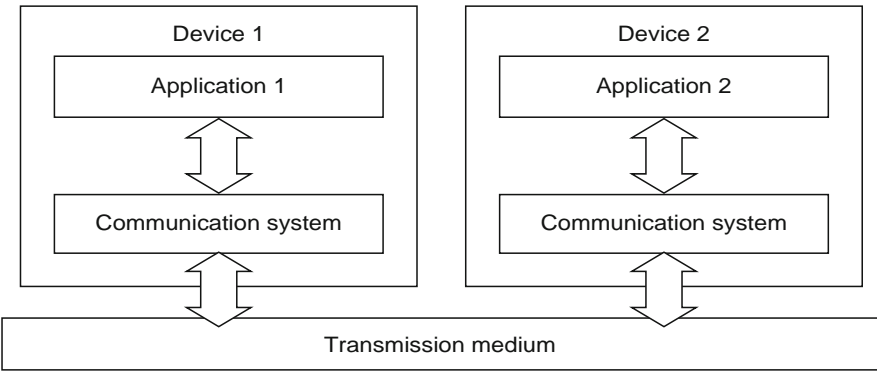 Device 1
Application 1
Communication system
Device 2
Application 2
Communication system
Transmission medium